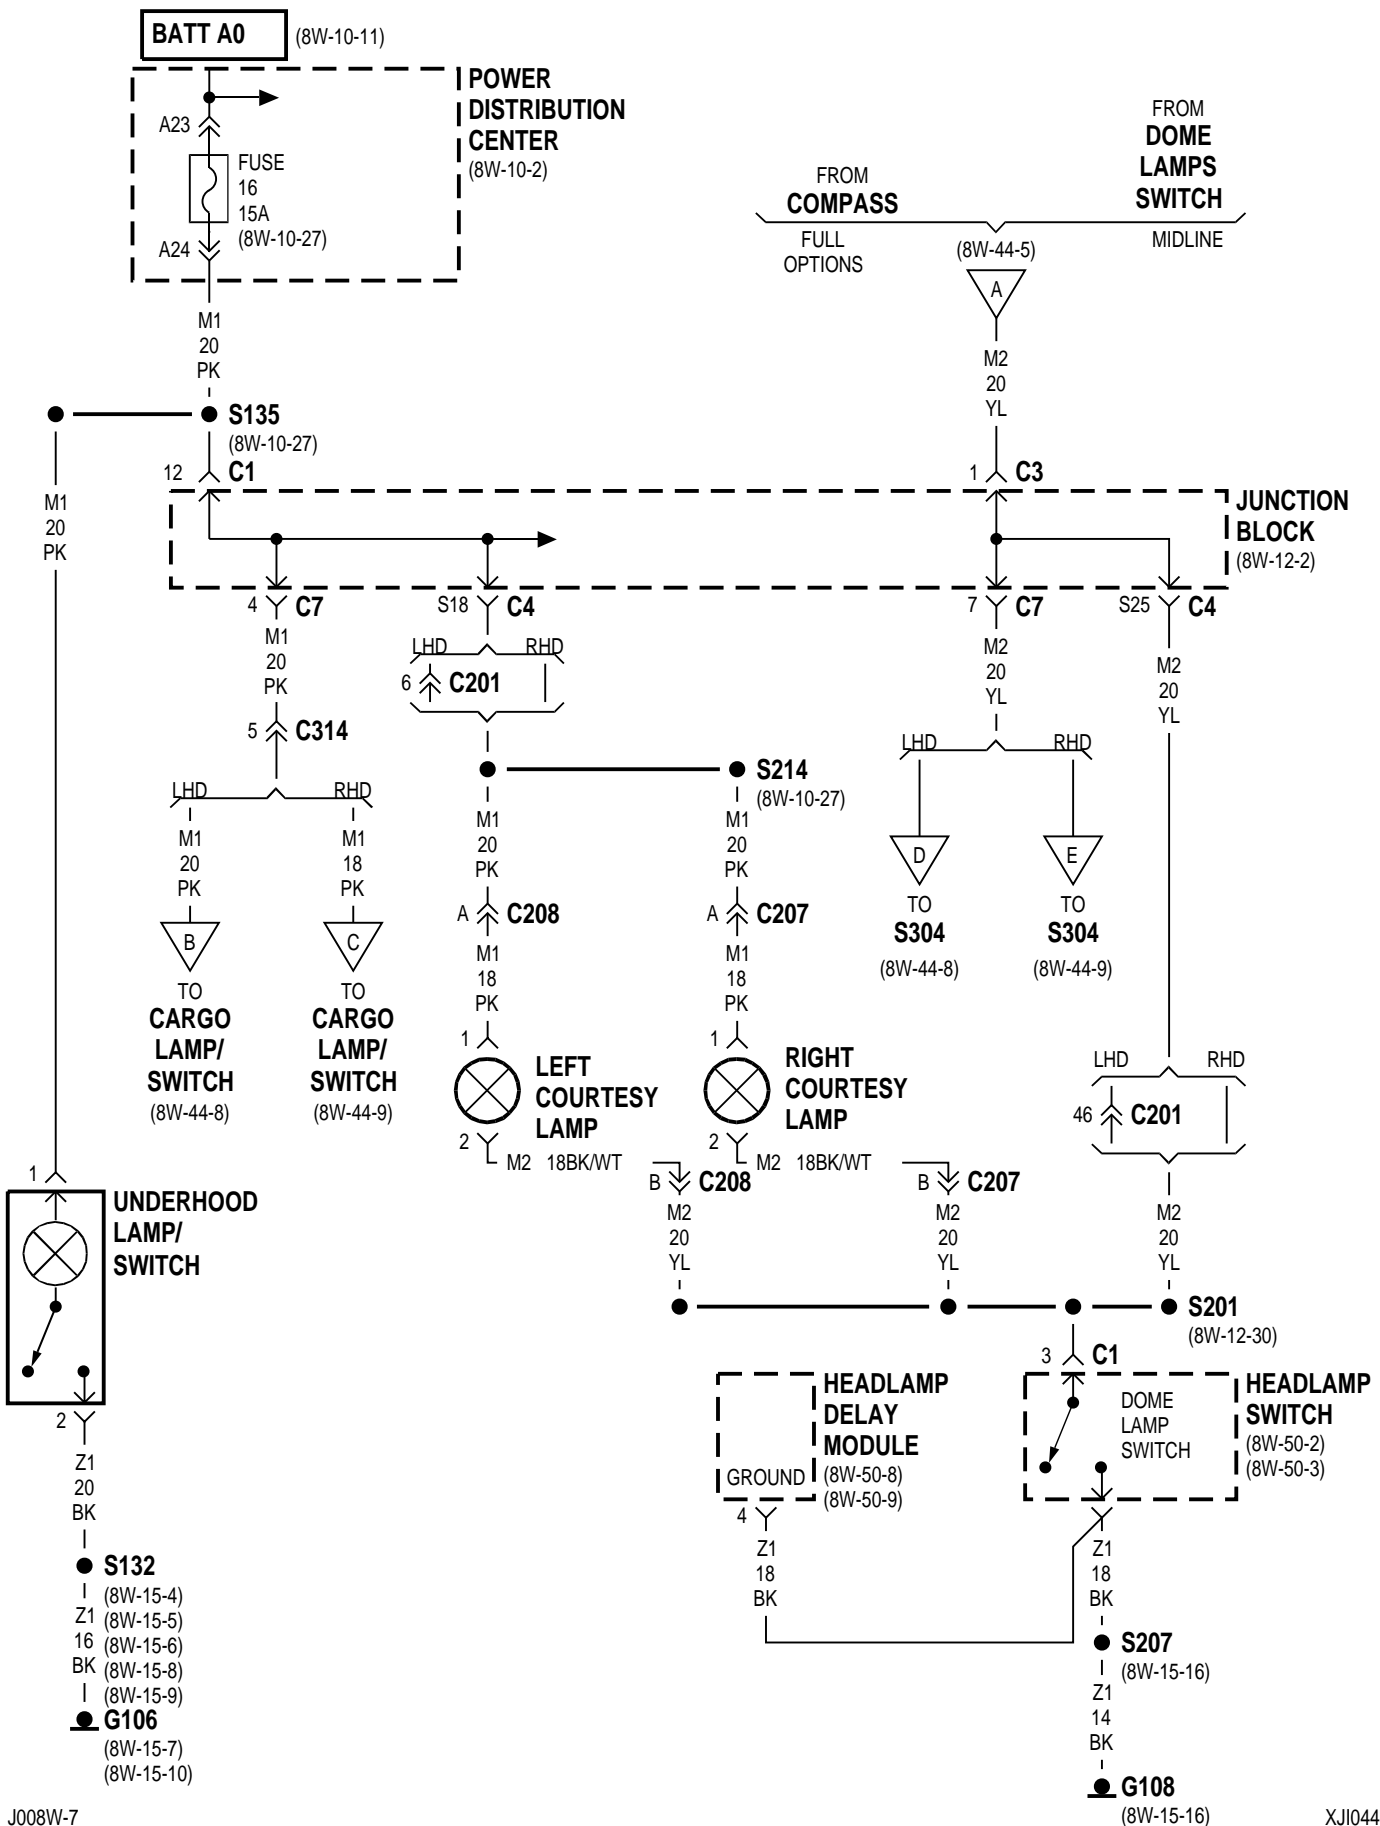 BATT A0 (8W-10-11)
POWER
DISTRIBUTION
CENTER
(8W-10-2)
A23
FUSE
16
15A
(8W-10-27)
A24
FROM
COMPASS
FULL
OPTIONS
FROM
DOME
LAMPS
SWITCH
MIDLINE
(8W-44-5)
A
M1
20
PK
M2
20
YL
S135
(8W-10-27)
12 C1
1 C3
M1
20
PK
JUNCTION
BLOCK
(8W-12-2)
4 C7
S18 C4
7 C7
S25 C4
M1
20
PK
LHD RHD
6 C201
M2
20
YL
M2
20
YL
5 C314
LHD RHD
S214
(8W-10-27)
LHD RHD
M1
20
PK
M1
18
PK
M1
20
PK
M1
20
PK
D
E
A C208
A C207
B
C
TO
S304
(8W-44-8)
TO
S304
(8W-44-9)
M1
18
PK
M1
18
PK
TO
CARGO
LAMP/
SWITCH
(8W-44-8)
TO
CARGO
LAMP/
SWITCH
(8W-44-9)
1
LEFT
COURTESY
LAMP
2
M2 18BK/WT
1
RIGHT
COURTESY
LAMP
2
M2 18BK/WT
LHD RHD
46 C201
B C208
B C207
M2
20
YL
M2
20
YL
M2
20
YL
1
UNDERHOOD
LAMP/
SWITCH
2
S201
(8W-12-30)
3 C1
HEADLAMP
DELAY
MODULE
(8W-50-8)
(8W-50-9)
GROUND
4
DOME
LAMP
SWITCH
HEADLAMP
SWITCH
(8W-50-2)
(8W-50-3)
Z1
20
BK
Z1
18
BK
Z1
18
BK
S132
(8W-15-4)
(8W-15-5)
(8W-15-6)
(8W-15-8)
(8W-15-9)
Z1
16
BK
S207
(8W-15-16)
Z1
14
BK
G106
(8W-15-7)
(8W-15-10)
G108
(8W-15-16)
J008W-7
XJI044